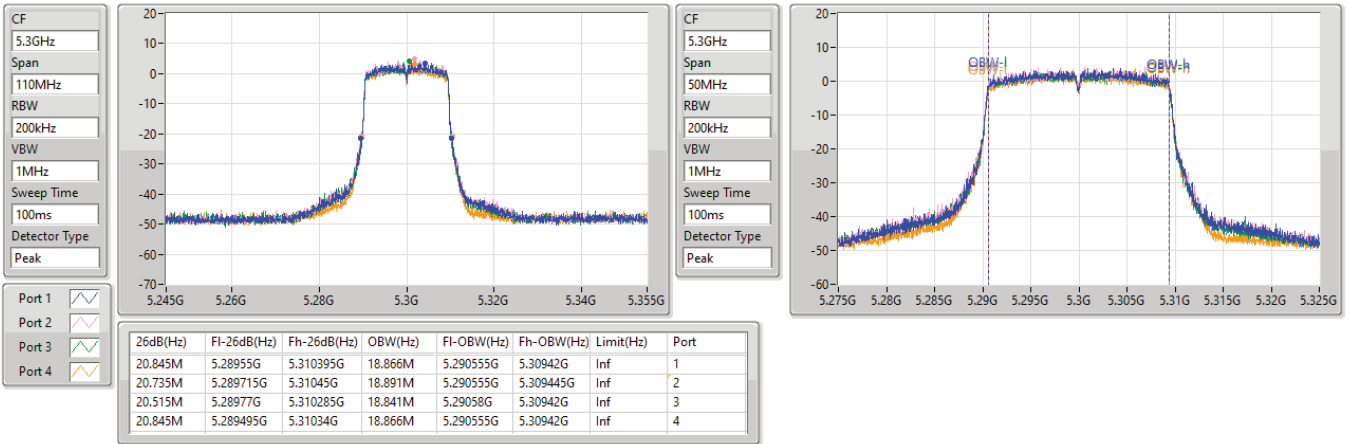 CF
5.3GHz
Span
110MHz
RBW
200kHz
VBW
1MHz
Sweep Time
100ms
Detector Type
Peak
20
10
0
-10
-20
-30
-40
-50
-60
-70
5.245G 5.26G 5.28G 5.3G 5.32G 5.34G 5.355G
CF
5.3GHz
Span
50MHz
RBW
200kHz
VBW
1MHz
Sweep Time
100ms
Detector Type
Peak
20
10
0
-10
-20
-30
-40
-50
-60
OBW-l OBW-h
5.275G 5.28G 5.285G 5.29G 5.295G 5.3G 5.305G 5.31G 5.315G 5.32G 5.325G
Port 1
Port 2
Port 3
Port 4
26dB(Hz) Fl-26dB(Hz) Fh-26dB(Hz) OBW(Hz) Fl-OBW(Hz) Fh-OBW(Hz) Limit(Hz) Port
20.845M 5.28955G 5.310395G 18.866M 5.290555G 5.30942G Inf 1
20.735M 5.289715G 5.31045G 18.891M 5.290555G 5.309445G Inf 2
20.515M 5.28977G 5.310285G 18.841M 5.29058G 5.30942G Inf 3
20.845M 5.289495G 5.31034G 18.866M 5.290555G 5.30942G Inf 4